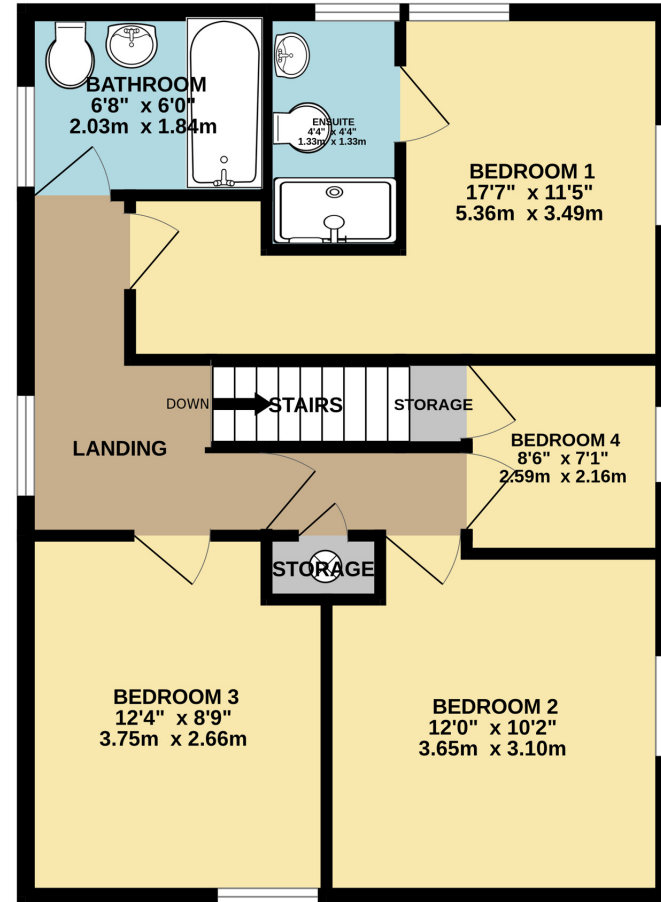 BATHROOM
6'8" x 6'0"
2.03m x 1.84m
ENSUITE
4'4" x 4'4"
1.33m x 1.33m
BEDROOM 1
17'7" x 11'5"
5.36m x 3.49m
DOWN
STAIRS
STORAGE
LANDING
BEDROOM 4
8'6" x 7'1"
2.59m x 2.16m
STORAGE
BEDROOM 3
12'4" x 8'9"
3.75m x 2.66m
BEDROOM 2
12'0" x 10'2"
3.65m x 3.10m